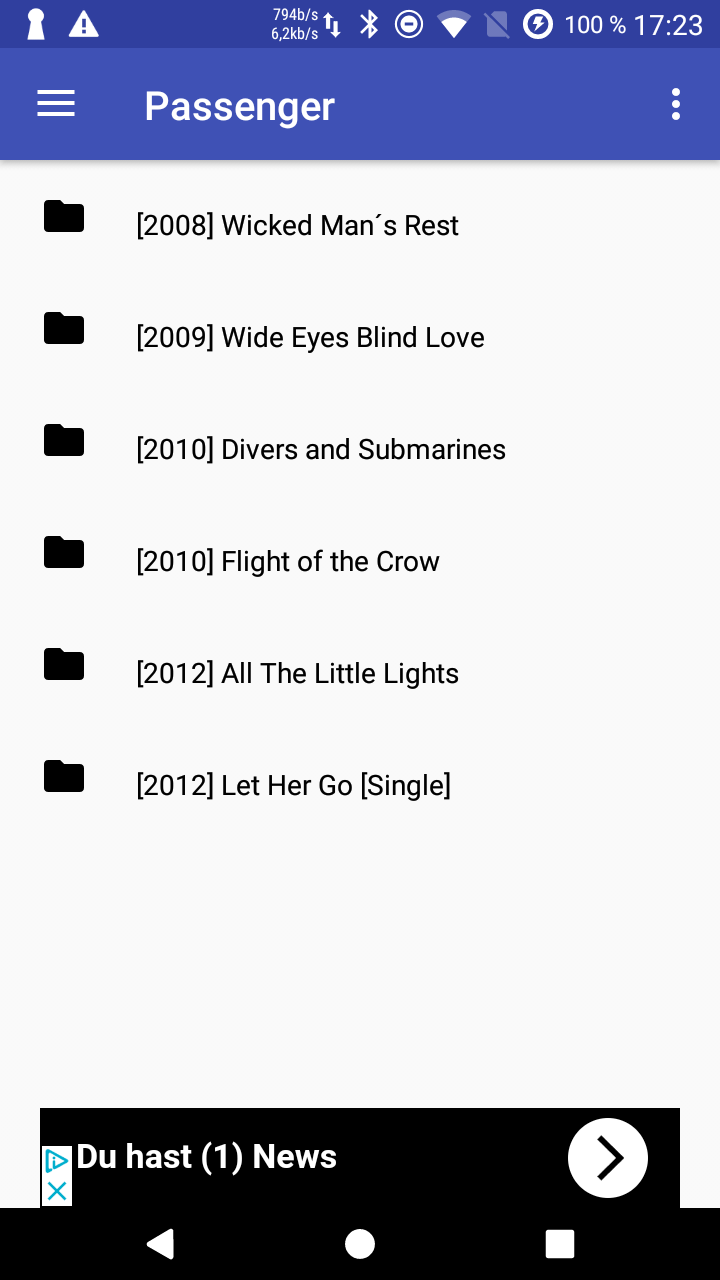 794b/s
6,2kb/s
100 % 17:23
Passenger
[2008] Wicked Man´s Rest
[2009] Wide Eyes Blind Love
[2010] Divers and Submarines
[2010] Flight of the Crow
[2012] All The Little Lights
[2012] Let Her Go [Single]
Du hast (1) News